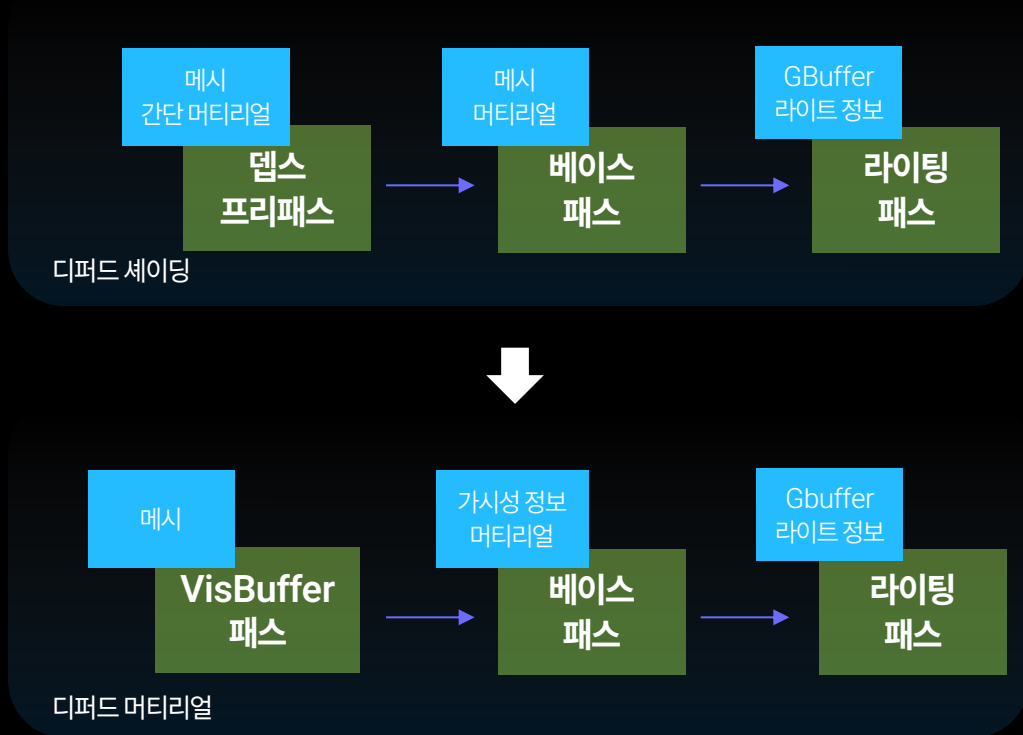 메시
간단 머티리얼
뎁스
프리패스
메시
머티리얼
베이스
패스
GBuffer
라이트 정보
라이팅
패스
디퍼드 셰이딩
메시
VisBuffer
패스
가시성 정보
머티리얼
베이스
패스
Gbuffer
라이트 정보
라이팅
패스
디퍼드 머티리얼